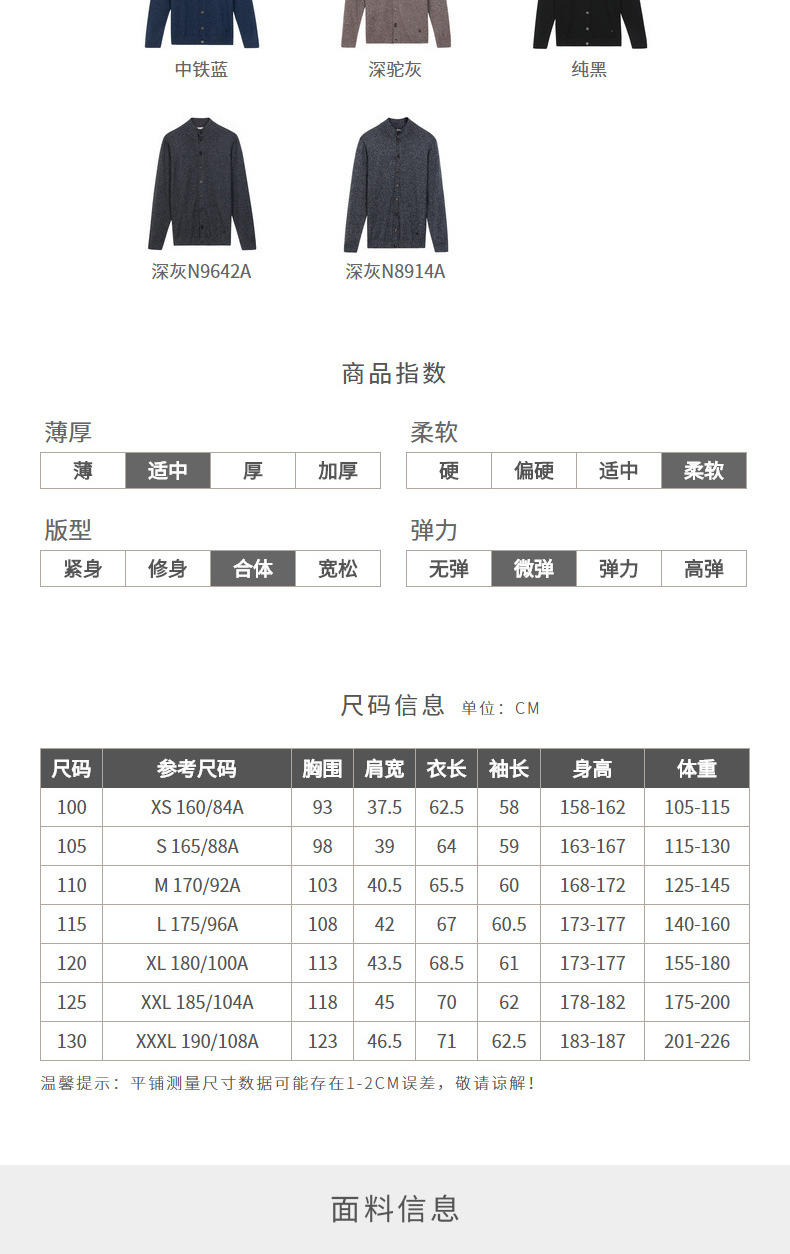 中铁蓝 深驼灰 纯黑
深灰N9642A 深灰N8914A
商品指数
薄厚 柔软
薄 适中 厚 加厚 硬 偏硬 适中 柔软
版型 弹力
紧身 修身 合体 宽松 无弹 微弹 弹力 高弹
尺码信息 单位：CM
尺码 参考尺码 胸围 肩宽 衣长 袖长 身高 体重
100 XS 160/84A 93 37.5 62.5 58 158-162 105-115
105 S 165/88A 98 39 64 59 163-167 115-130
110 M 170/92A 103 40.5 65.5 60 168-172 125-145
115 L 175/96A 108 42 67 60.5 173-177 140-160
120 XL 180/100A 113 43.5 68.5 61 173-177 155-180
125 XXL 185/104A 118 45 70 62 178-182 175-200
130 XXXL 190/108A 123 46.5 71 62.5 183-187 201-226
温馨提示：平铺测量尺寸数据可能存在1-2CM误差，敬请谅解！
面料信息